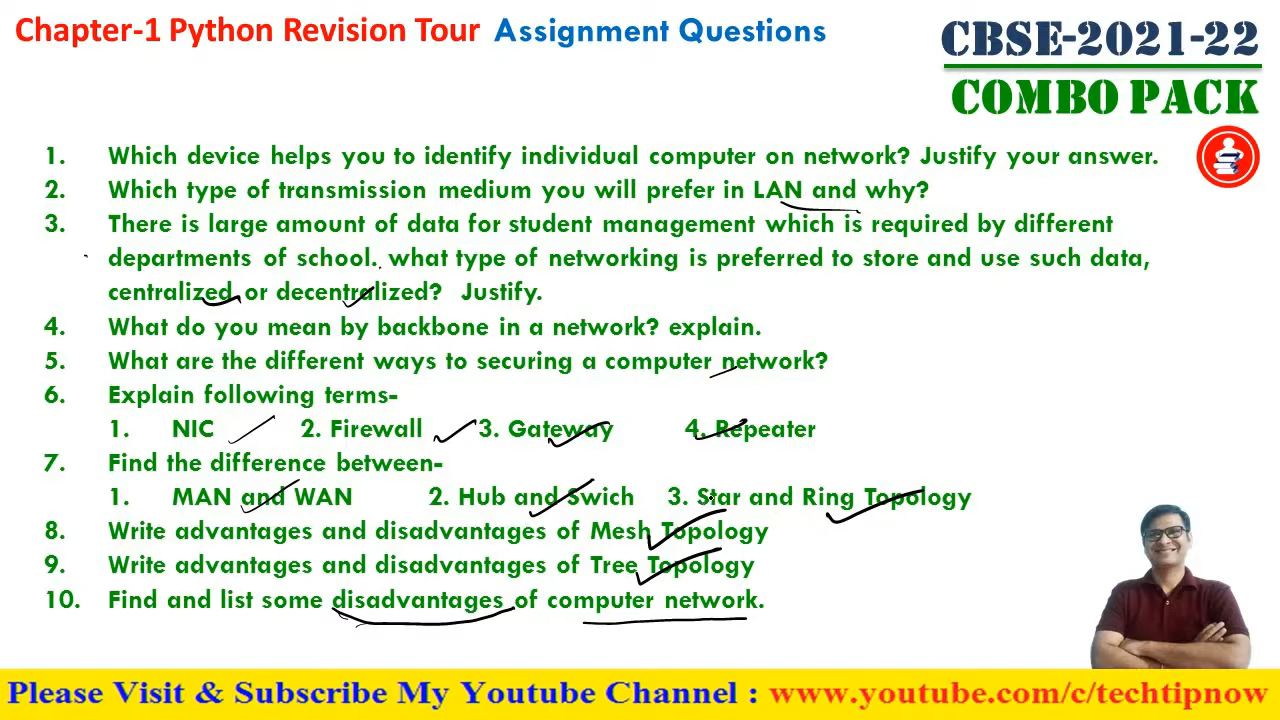 Chapter-1 Python Revision Tour Assignment Questions
CBSE-2021-22
COMBO PACK
1. Which device helps you to identify individual computer on network? Justify your answer.
2. Which type of transmission medium you will prefer in LAN and why?
3. There is large amount of data for student management which is required by different
departments of school. what type of networking is preferred to store and use such data,
centralized or decentralized? Justify.
4. What do you mean by backbone in a network? explain.
5. What are the different ways to securing a computer network?
6. Explain following terms-
1. NIC 2. Firewall 3. Gateway 4. Repeater
7. Find the difference between-
1. MAN and WAN 2. Hub and Swich 3. Star and Ring Topology
8. Write advantages and disadvantages of Mesh Topology
9. Write advantages and disadvantages of Tree Topology
10. Find and list some disadvantages of computer network.
Please Visit & Subscribe My Youtube Channel : www.youtube.com/c/techtipnow